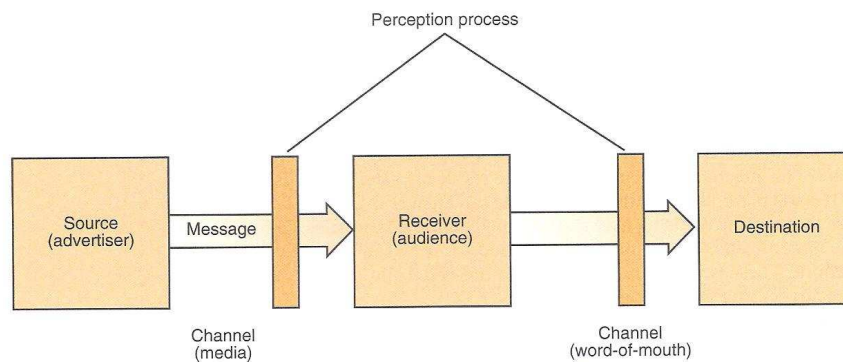 Perception process
Source
(advertiser)
Message
Receiver
(audience)
Destination
Channel
(media)
Channel
(word-of-mouth)